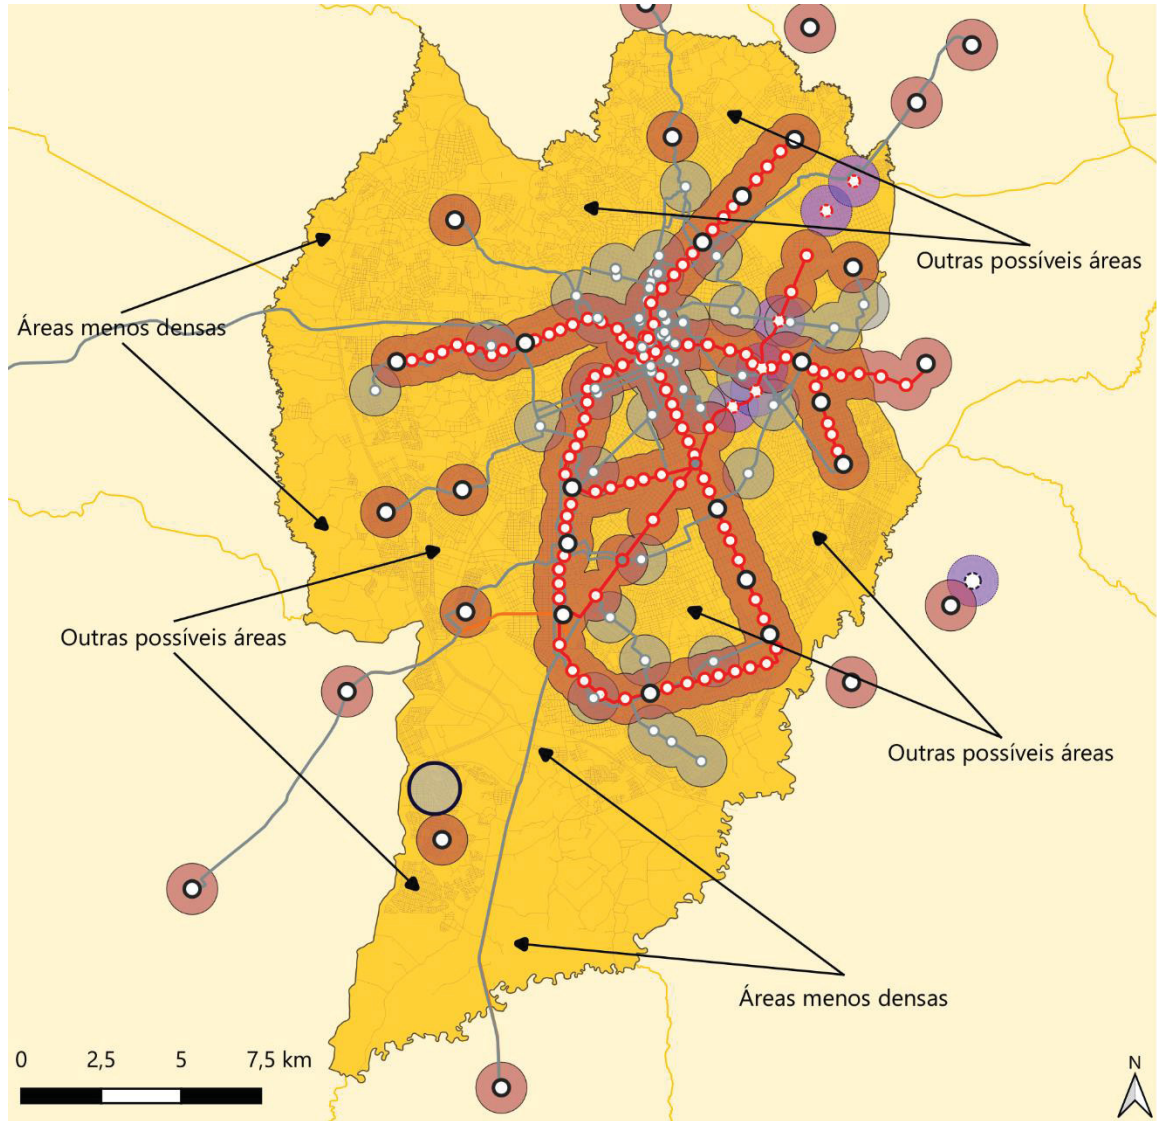 Outras possíveis áreas
Áreas menos densas
Outras possíveis áreas
Outras possíveis áreas
Áreas menos densas
0 2,5 5 7,5 km
N